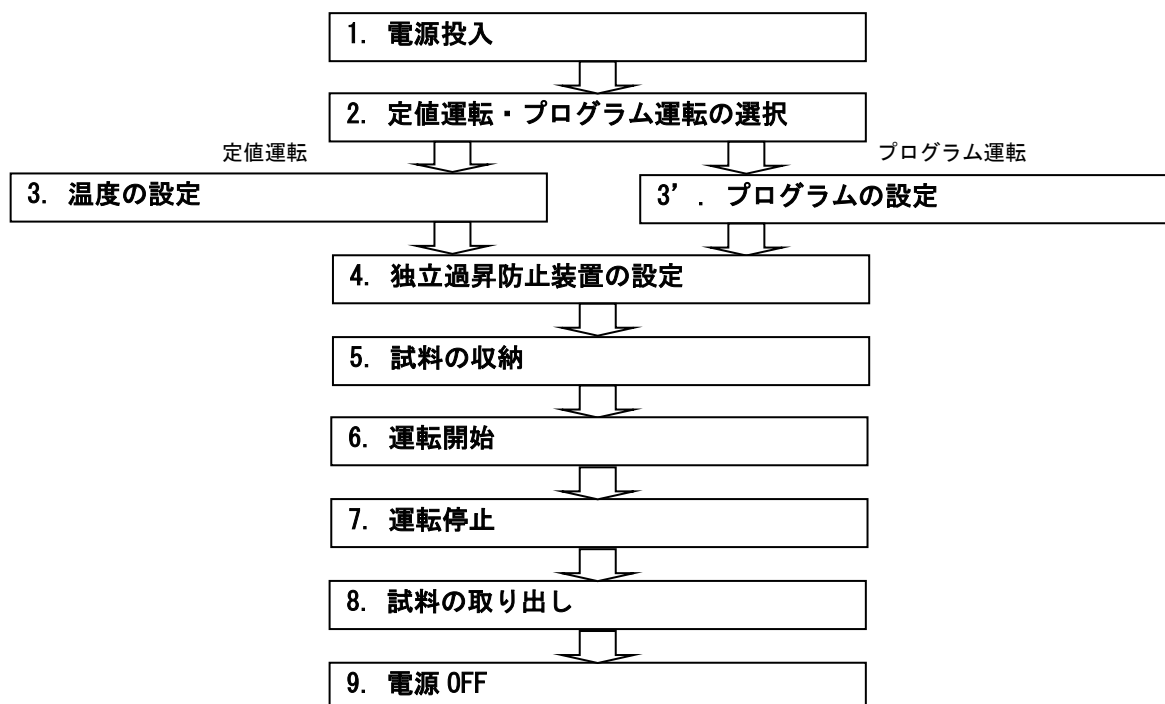 1. 電源投入
2. 定値運転・プログラム運転の選択
定値運転
プログラム運転
3. 温度の設定
3'. プログラムの設定
4. 独立過昇防止装置の設定
5. 試料の収納
6. 運転開始
7. 運転停止
8. 試料の取り出し
9. 電源 OFF